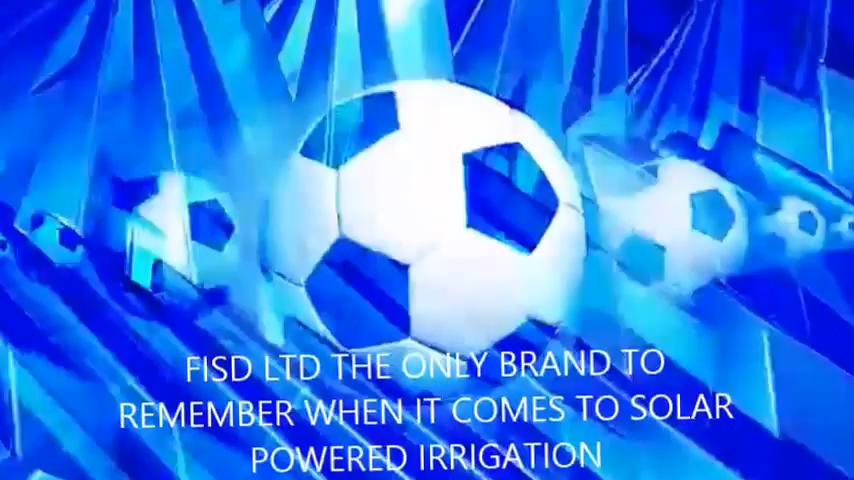 FISD LTD THE ONLY BRAND TO
REMEMBER WHEN IT COMES TO SOLAR
POWERED IRRIGATION